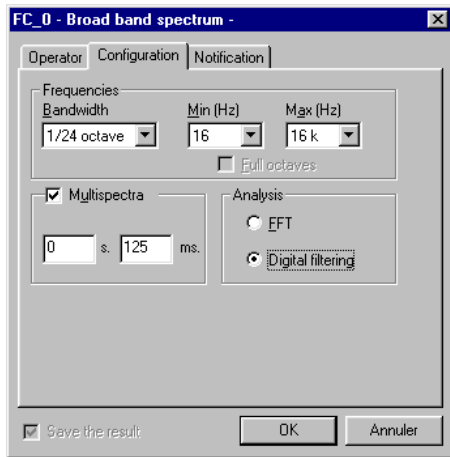 FC_0 - Broad band spectrum -
Operator Configuration Notification
Frequencies
Bandwidth Min (Hz) Max (Hz)
1/24 octave 16 16 k
Full octaves
Multispectra Analysis
FFT
0 s. 125 ms.
Digital filtering
Save the result OK Annuler